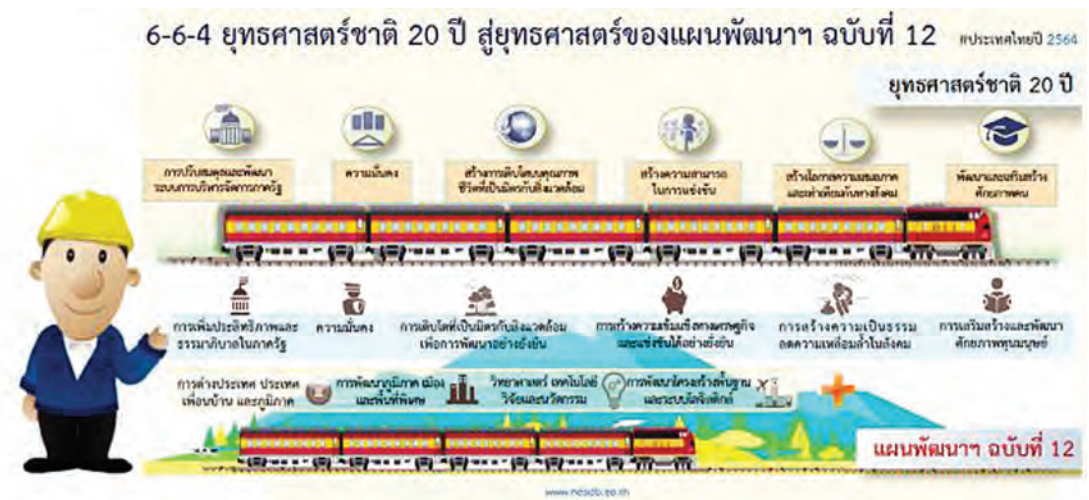 6-6-4 ยุทธศาสตร์ชาติ 20 ปี สู่ยุทธศาสตร์ของแผนพัฒนาฯ ฉบับที่ 12 #ประเทศไทยปี 2564
ยุทธศาสตร์ชาติ 20 ปี
การปรับสมดุลและพัฒนา
ระบบการบริหารจัดการภาครัฐ
ความมั่นคง
สร้างการเติบโตบนคุณภาพ
ชีวิตที่เป็นมิตรกับสิ่งแวดล้อม
สร้างความสามารถ
ในการแข่งขัน
สร้างโอกาสความเสมอภาค
และเท่าเทียมกันทางสังคม
พัฒนาและเสริมสร้าง
ศักยภาพคน
การเพิ่มประสิทธิภาพและ
ธรรมาภิบาลในภาครัฐ
ความมั่นคง
การเติบโตที่เป็นมิตรกับสิ่งแวดล้อม
เพื่อการพัฒนาอย่างยั่งยืน
การสร้างความเข้มแข็งทางเศรษฐกิจ
และแข่งขันได้อย่างยั่งยืน
การสร้างความเป็นธรรม
ลดความเหลื่อมล้ำในสังคม
การเสริมสร้างและพัฒนา
ศักยภาพทุนมนุษย์
การต่างประเทศ ประเทศ
เพื่อนบ้าน และภูมิภาค
การพัฒนาภูมิภาค เมือง
และพื้นที่พิเศษ
วิทยาศาสตร์ เทคโนโลยี
วิจัยและนวัตกรรม
การพัฒนาโครงสร้างพื้นฐาน
และระบบโลจิสติกส์
แผนพัฒนาฯ ฉบับที่ 12
www.nesdb.go.th